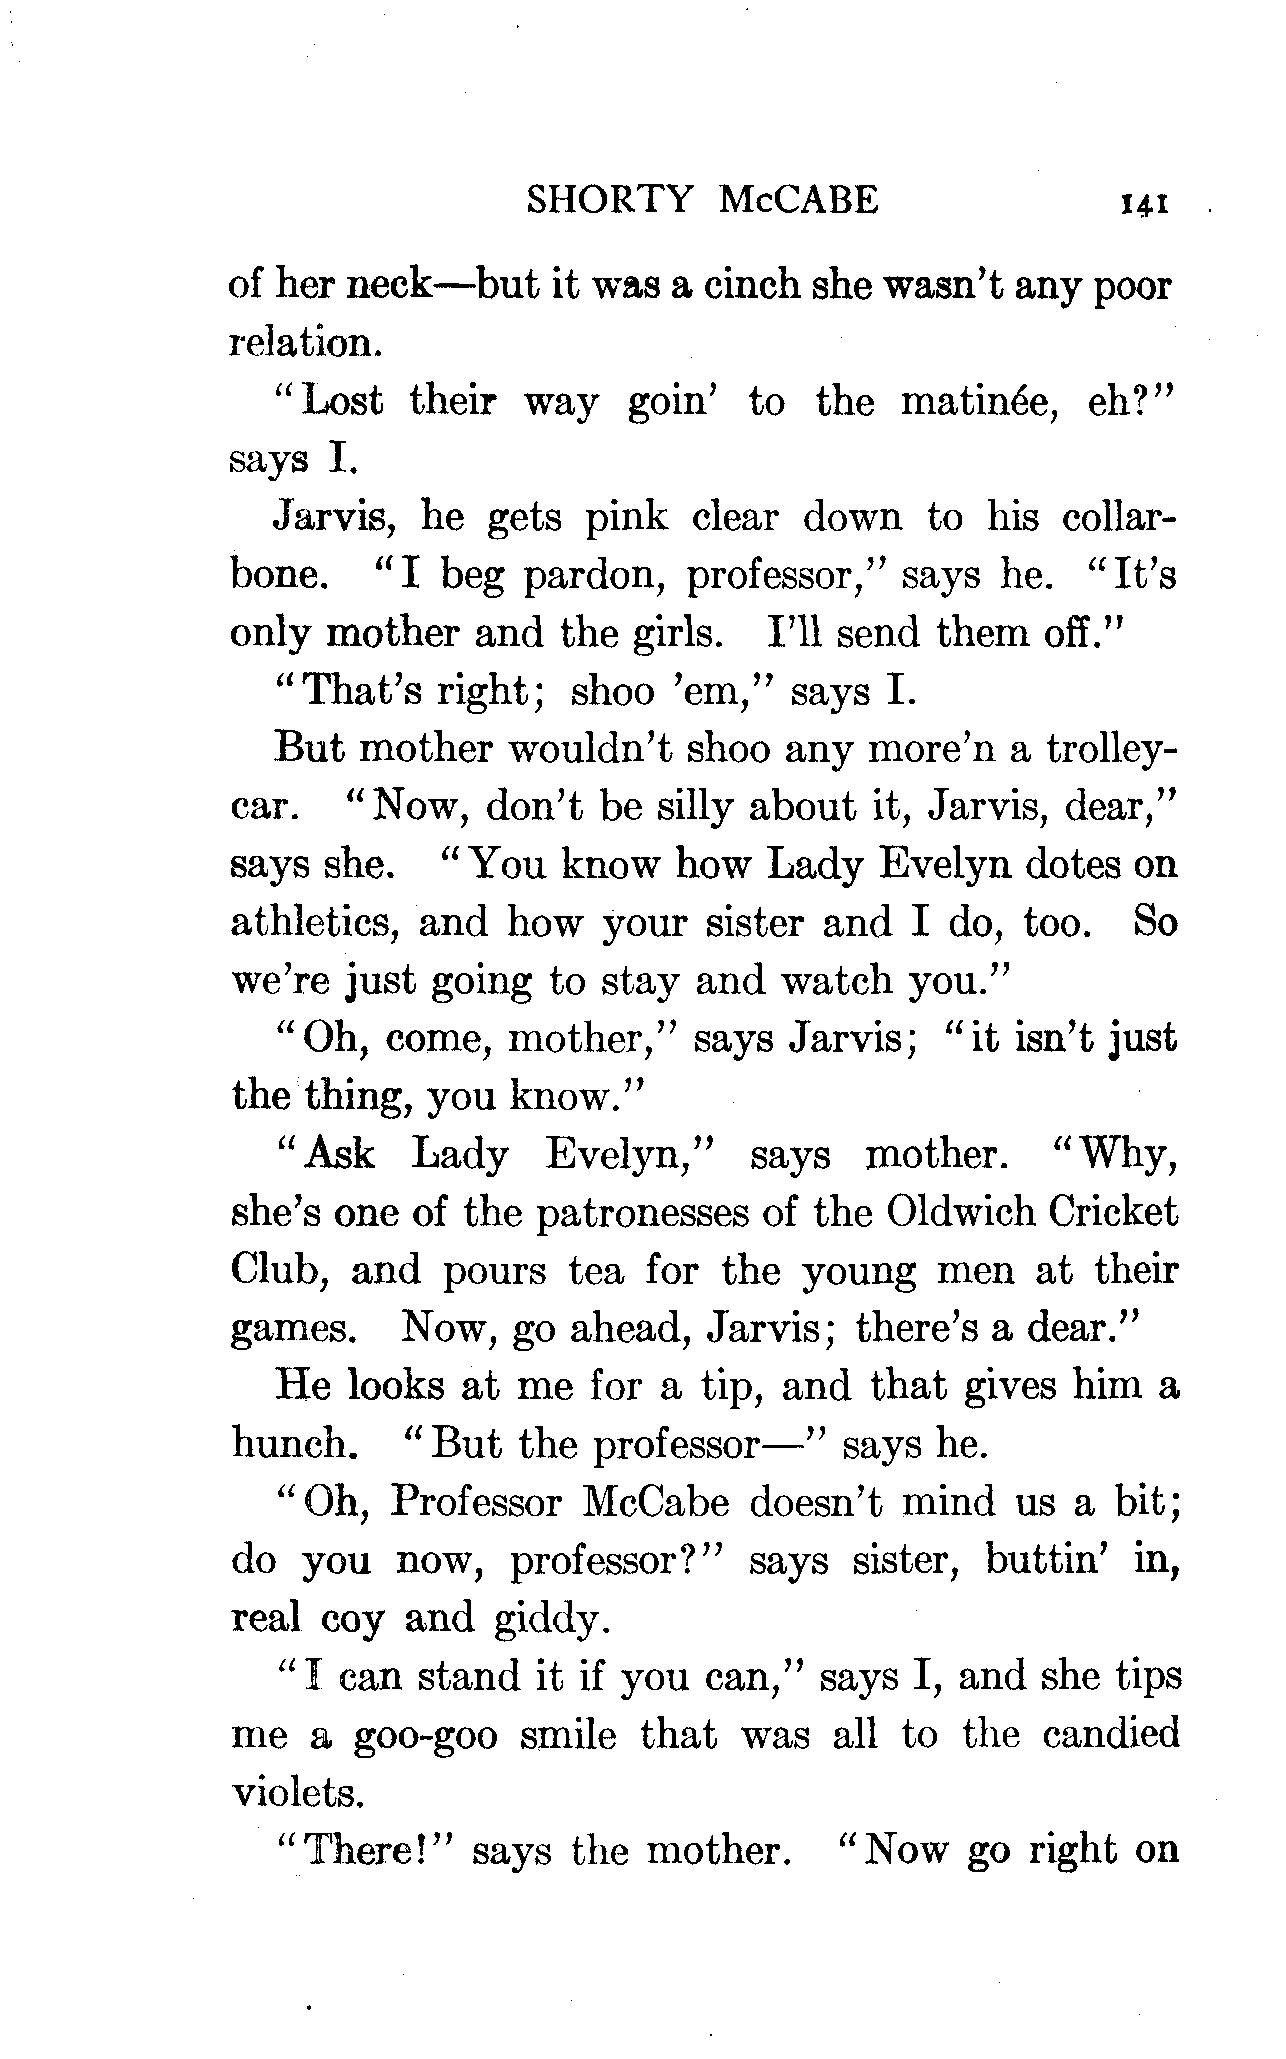 SHORTY McCABE 141
of her neck—but it was a cinch she wasn't any poor
relation.
"Lost their way goin' to the matinée, eh?"
says I.
Jarvis, he gets pink clear down to his collar-
bone. "I beg pardon, professor," says he. "It's
only mother and the girls. I'll send them off."
"That's right; shoo 'em," says I.
But mother wouldn't shoo any more'n a trolley-
car. "Now, don't be silly about it, Jarvis, dear,"
says she. "You know how Lady Evelyn dotes on
athletics, and how your sister and I do, too. So
we're just going to stay and watch you."
"Oh, come, mother," says Jarvis; "it isn't just
the thing, you know."
"Ask Lady Evelyn," says mother. "Why,
she's one of the patronesses of the Oldwich Cricket
Club, and pours tea for the young men at their
games. Now, go ahead, Jarvis; there's a dear."
He looks at me for a tip, and that gives him a
hunch. "But the professor—" says he.
"Oh, Professor McCabe doesn't mind us a bit;
do you now, professor?" says sister, buttin' in,
real coy and giddy.
"I can stand it if you can," says I, and she tips
me a goo-goo smile that was all to the candied
violets.
"There!" says the mother. "Now go right on